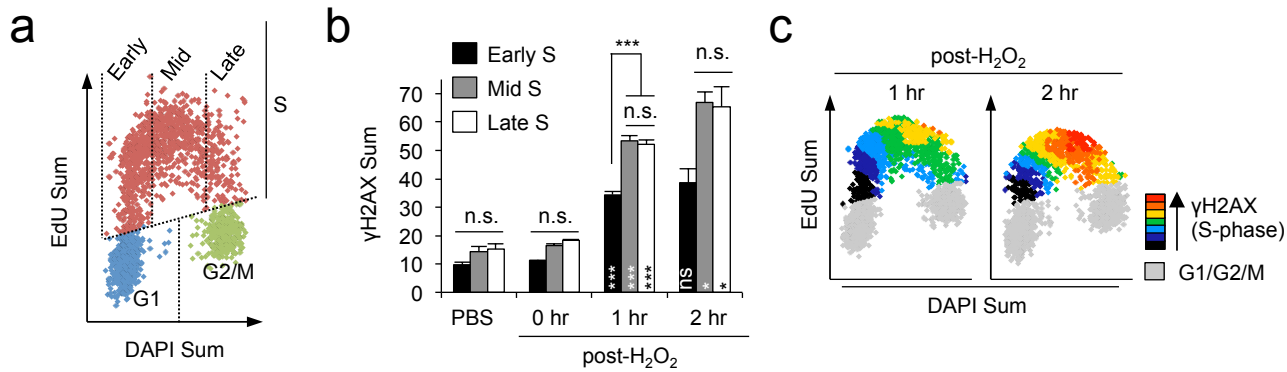 a
Early
Mid
Late
S
EdU Sum
G1
G2/M
DAPI Sum
b
γH2AX Sum
70
60
50
40
30
20
10
0
Early S
Mid S
Late S
n.s.
n.s.
***
n.s.
n.s.
***
***
***
ns
*
*
PBS
0 hr
1 hr
2 hr
post-H₂O₂
c
post-H₂O₂
1 hr
2 hr
EdU Sum
DAPI Sum
γH2AX
(S-phase)
G1/G2/M